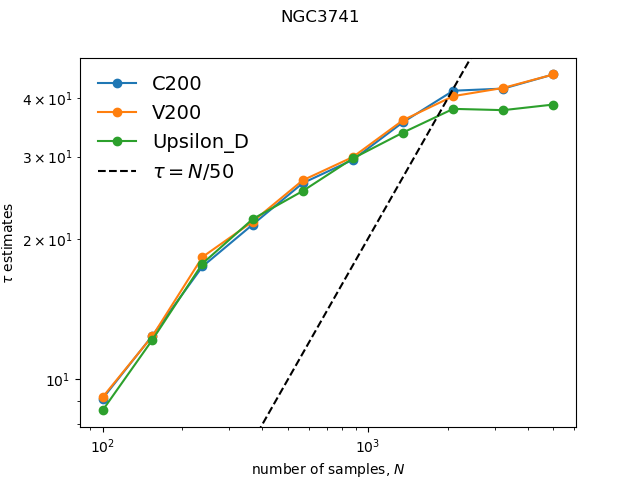 NGC3741
C200
V200
Upsilon_D
τ = N/50
4 × 10¹
3 × 10¹
2 × 10¹
10¹
τ estimates
10²
10³
number of samples, N